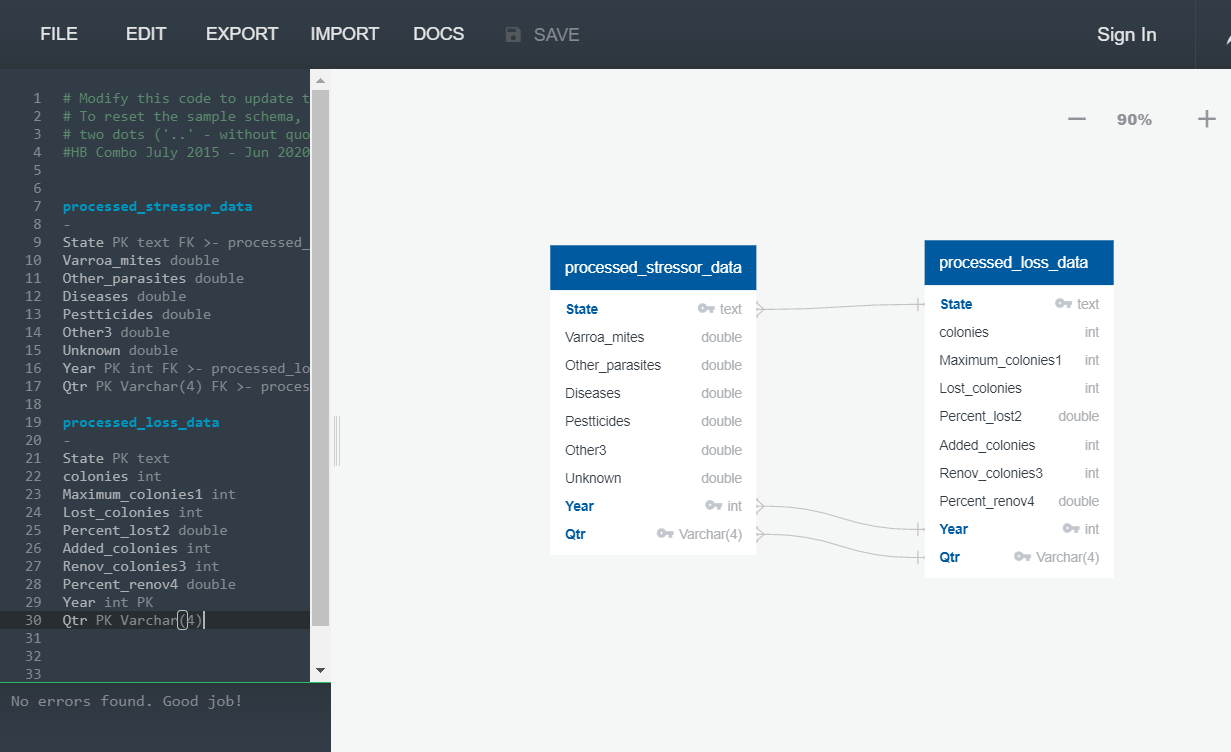 FILE EDIT EXPORT IMPORT DOCS SAVE Sign In
1 # Modify this code to update t
2 # To reset the sample schema,
3 # two dots ('..' - without quo
4 #HB Combo July 2015 - Jun 2020
5
6
7 processed_stressor_data
8 -
9 State PK text FK >- processed_
10 Varroa_mites double
11 Other_parasites double
12 Diseases double
13 Pestticides double
14 Other3 double
15 Unknown double
16 Year PK int FK >- processed_lo
17 Qtr PK Varchar(4) FK >- proces
18
19 processed_loss_data
20 -
21 State PK text
22 colonies int
23 Maximum_colonies1 int
24 Lost_colonies int
25 Percent_lost2 double
26 Added_colonies int
27 Renov_colonies3 int
28 Percent_renov4 double
29 Year int PK
30 Qtr PK Varchar(4)
31
32
33
No errors found. Good job!
90%
processed_stressor_data
State text
Varroa_mites double
Other_parasites double
Diseases double
Pestticides double
Other3 double
Unknown double
Year int
Qtr Varchar(4)
processed_loss_data
State text
colonies int
Maximum_colonies1 int
Lost_colonies int
Percent_lost2 double
Added_colonies int
Renov_colonies3 int
Percent_renov4 double
Year int
Qtr Varchar(4)